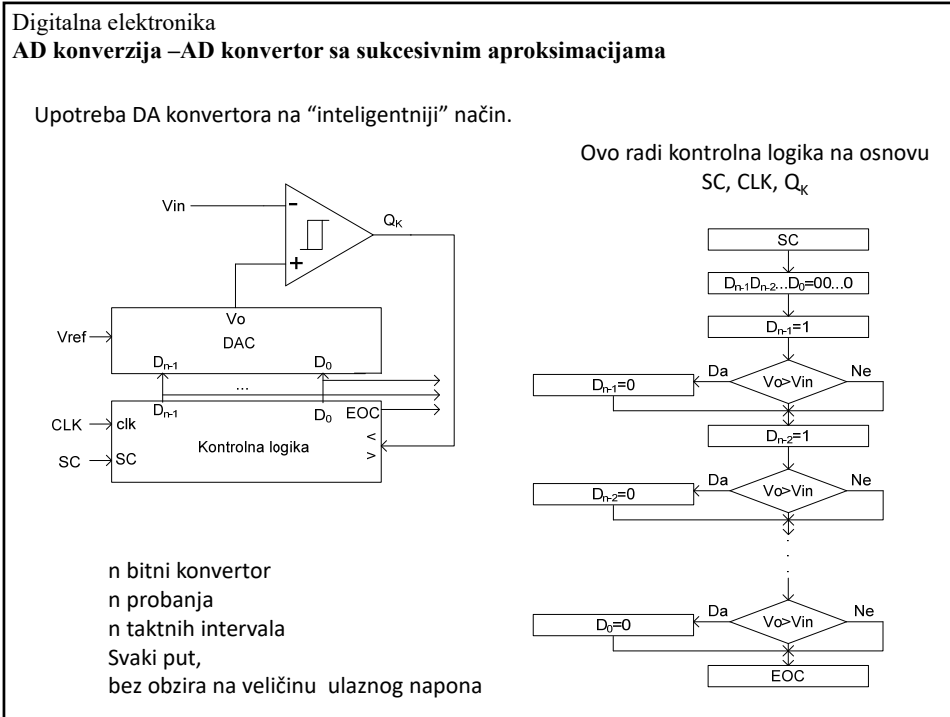 Digitalna elektronika
AD konverzija –AD konvertor sa sukcesivnim aproksimacijama
Upotreba DA konvertora na “inteligentniji” način.
Ovo radi kontrolna logika na osnovu
SC, CLK, QK
Vin
-
+
QK
Vo
DAC
Vref
Dn-1
D0
...
Dn-1
D0
EOC
CLK
clk
Kontrolna logika
< >
SC
SC
SC
Dn-1Dn-2...D0=00...0
Dn-1=1
Da
Vo>Vin
Ne
Dn-1=0
Dn-2=1
Da
Vo>Vin
Ne
Dn-2=0
.
.
.
Da
Vo>Vin
Ne
D0=0
EOC
n bitni konvertor
n probanja
n taktnih intervala
Svaki put,
bez obzira na veličinu ulaznog napona